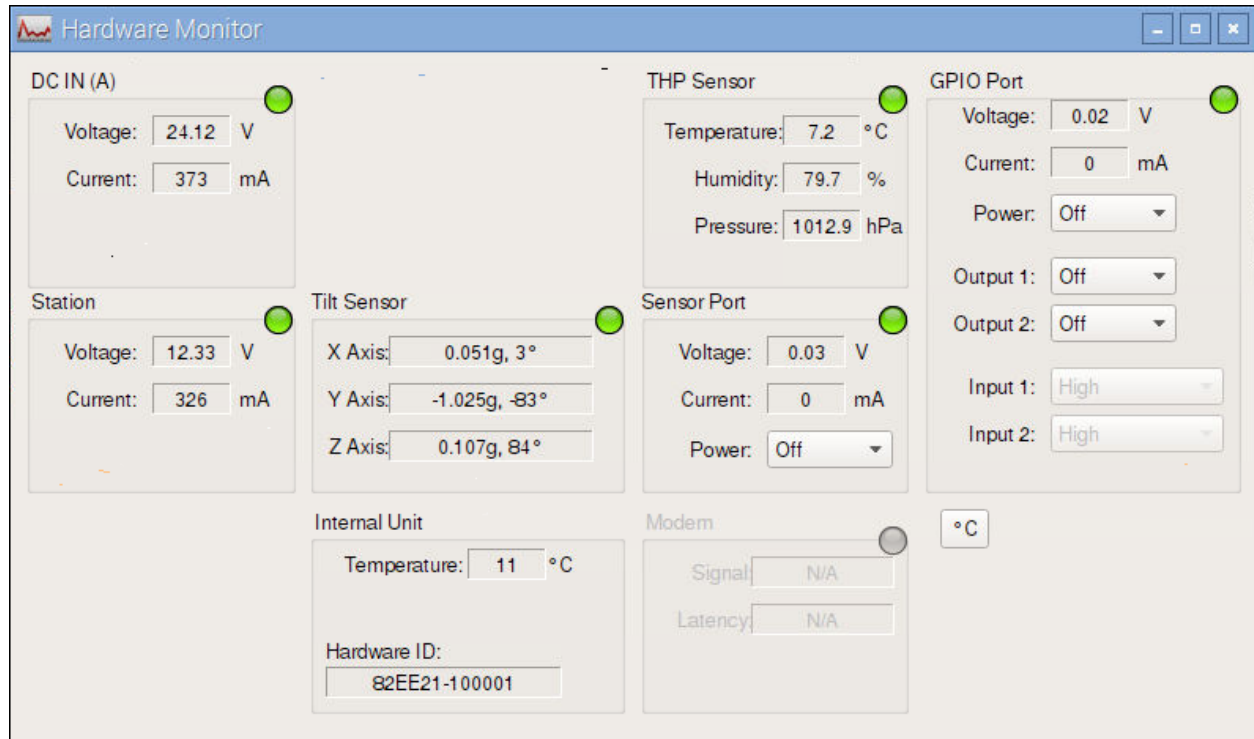 Hardware Monitor
DC IN (A)
Voltage: 24.12 V
Current: 373 mA
THP Sensor
Temperature: 7.2 °C
Humidity: 79.7 %
Pressure: 1012.9 hPa
GPIO Port
Voltage: 0.02 V
Current: 0 mA
Power: Off
Output 1: Off
Output 2: Off
Input 1: High
Input 2: High
Station
Voltage: 12.33 V
Current: 326 mA
Tilt Sensor
X Axis: 0.051g, 3°
Y Axis: -1.025g, -83°
Z Axis: 0.107g, 84°
Sensor Port
Voltage: 0.03 V
Current: 0 mA
Power: Off
Internal Unit
Temperature: 11 °C
Hardware ID:
82EE21-100001
Modem
Signal: N/A
Latency: N/A
°C